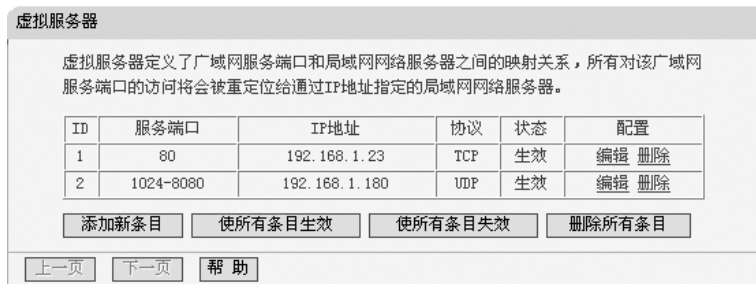 虚拟服务器
虚拟服务器定义了广域网服务端口和局域网网络服务器之间的映射关系，所有对该广域网
服务端口的访问将会被重定位给通过IP地址指定的局域网网络服务器。
ID 服务端口 IP地址 协议 状态 配置
1 80 192.168.1.23 TCP 生效 编辑 删除
2 1024-8080 192.168.1.180 UDP 生效 编辑 删除
添加新条目 使所有条目生效 使所有条目失效 删除所有条目
上一页 下一页 帮 助